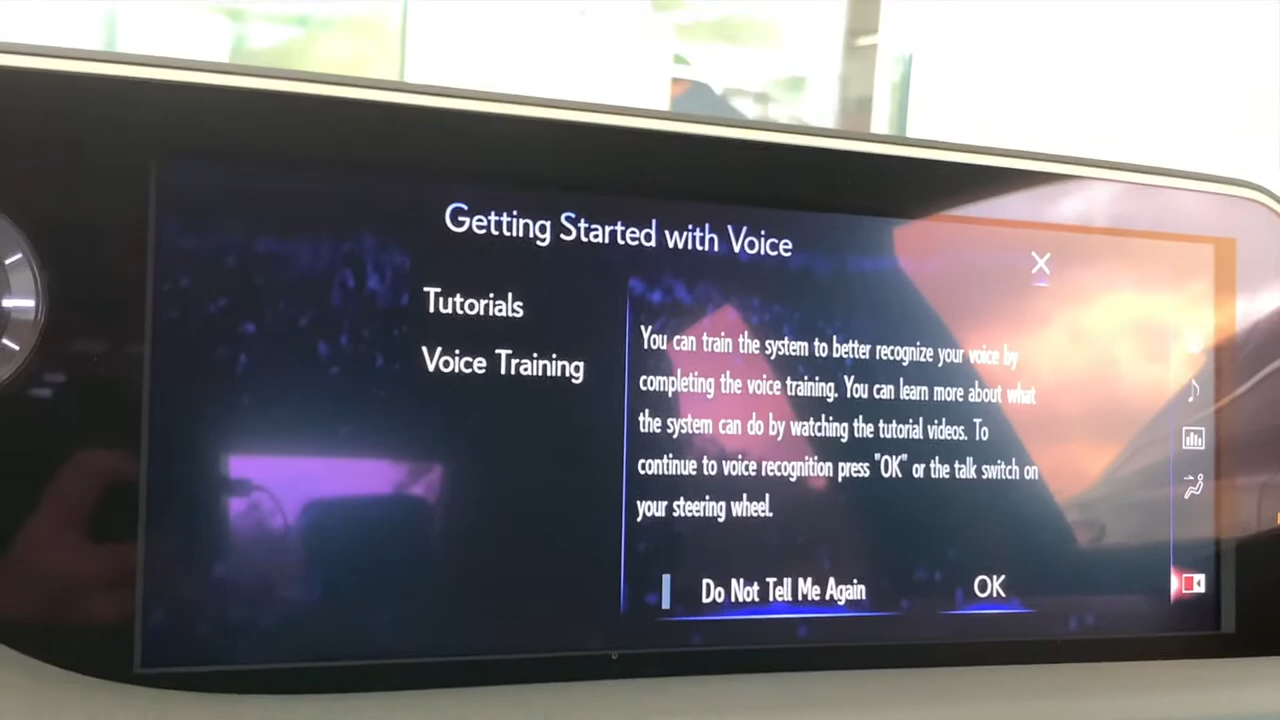 Getting Started with Voice
Tutorials
Voice Training
You can train the system to better recognize your voice by
completing the voice training. You can learn more about what
the system can do by watching the tutorial videos. To
continue to voice recognition press "OK" or the talk switch on
your steering wheel.
Do Not Tell Me Again
OK